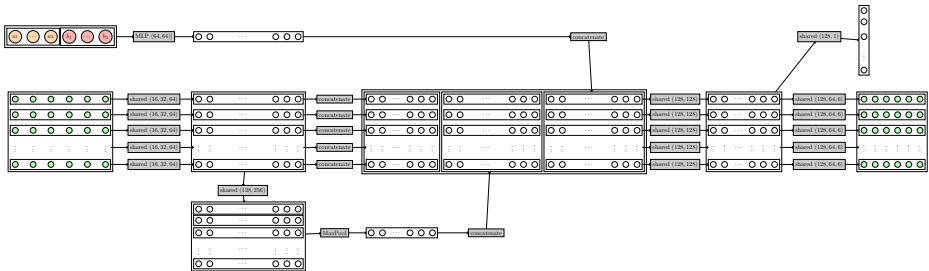 MLP (64,64)
concatenate
shared (128,1)
shared (16,32,64) concatenate shared (128,128) shared (128,64,6)
shared (16,32,64) concatenate shared (128,128) shared (128,64,6)
shared (16,32,64) concatenate shared (128,128) shared (128,64,6)
shared (16,32,64) concatenate shared (128,128) shared (128,64,6)
shared (16,32,64) concatenate shared (128,128) shared (128,64,6)
shared (128,256)
MaxPool concatenate